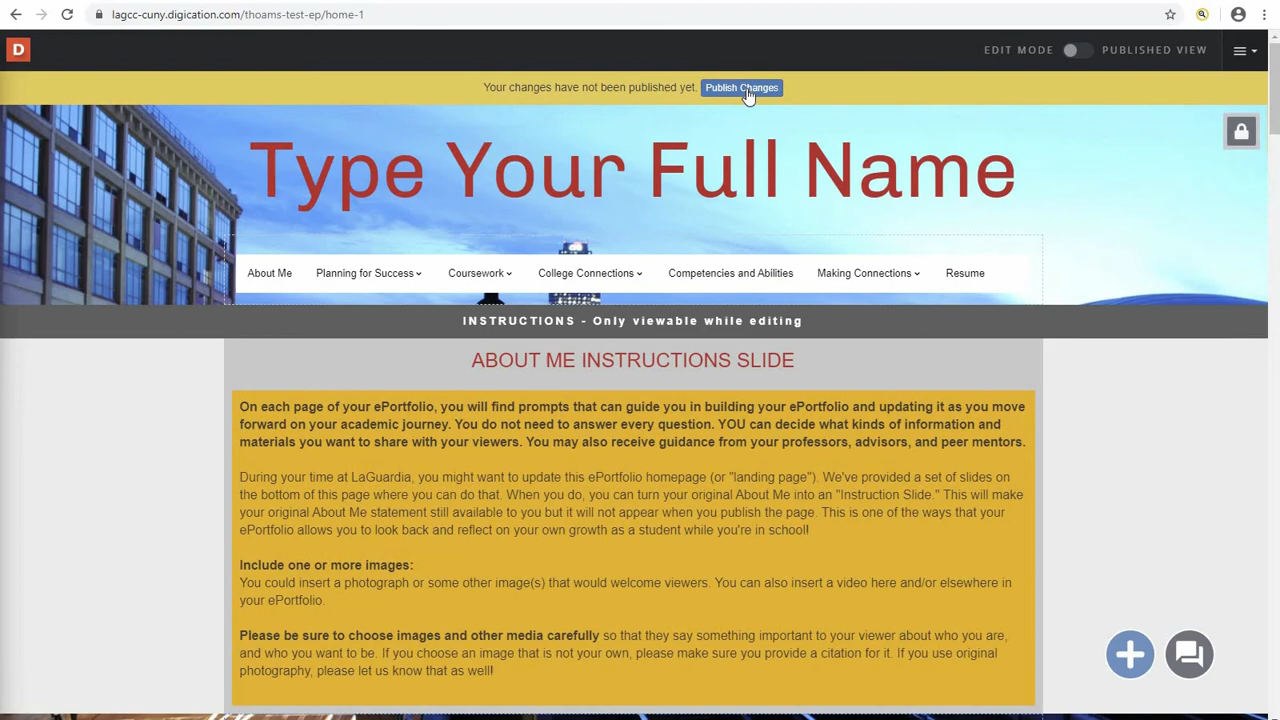 lagcc-cuny.digication.com/thoams-test-ep/home-1
D
EDIT MODE
PUBLISHED VIEW
Your changes have not been published yet. Publish Changes
Type Your Full Name
About Me
Planning for Success
Coursework
College Connections
Competencies and Abilities
Making Connections
Resume
INSTRUCTIONS - Only viewable while editing
ABOUT ME INSTRUCTIONS SLIDE
On each page of your ePortfolio, you will find prompts that can guide you in building your ePortfolio and updating it as you move
forward on your academic journey. You do not need to answer every question. YOU can decide what kinds of information and
materials you want to share with your viewers. You may also receive guidance from your professors, advisors, and peer mentors.
During your time at LaGuardia, you might want to update this ePortfolio homepage (or "landing page"). We've provided a set of slides on
the bottom of this page where you can do that. When you do, you can turn your original About Me into an "Instruction Slide." This will make
your original About Me statement still available to you but it will not appear when you publish the page. This is one of the ways that your
ePortfolio allows you to look back and reflect on your own growth as a student while you're in school!
Include one or more images:
You could insert a photograph or some other image(s) that would welcome viewers. You can also insert a video here and/or elsewhere in
your ePortfolio.
Please be sure to choose images and other media carefully so that they say something important to your viewer about who you are,
and who you want to be. If you choose an image that is not your own, please make sure you provide a citation for it. If you use original
photography, please let us know that as well!